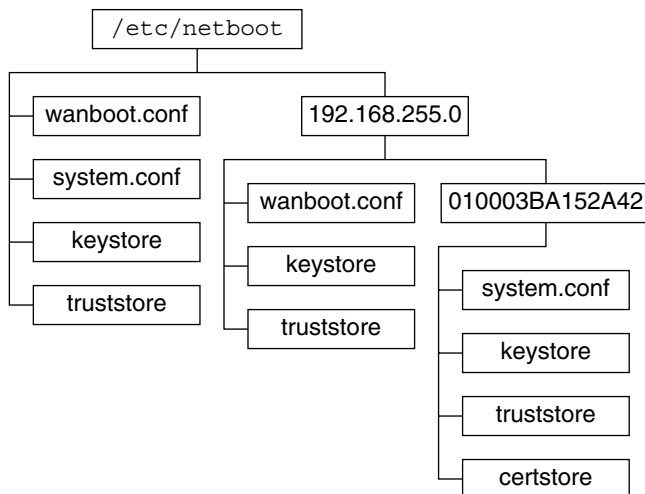 /etc/netboot
wanboot.conf
system.conf
keystore
truststore
192.168.255.0
wanboot.conf
keystore
truststore
010003BA152A42
system.conf
keystore
truststore
certstore